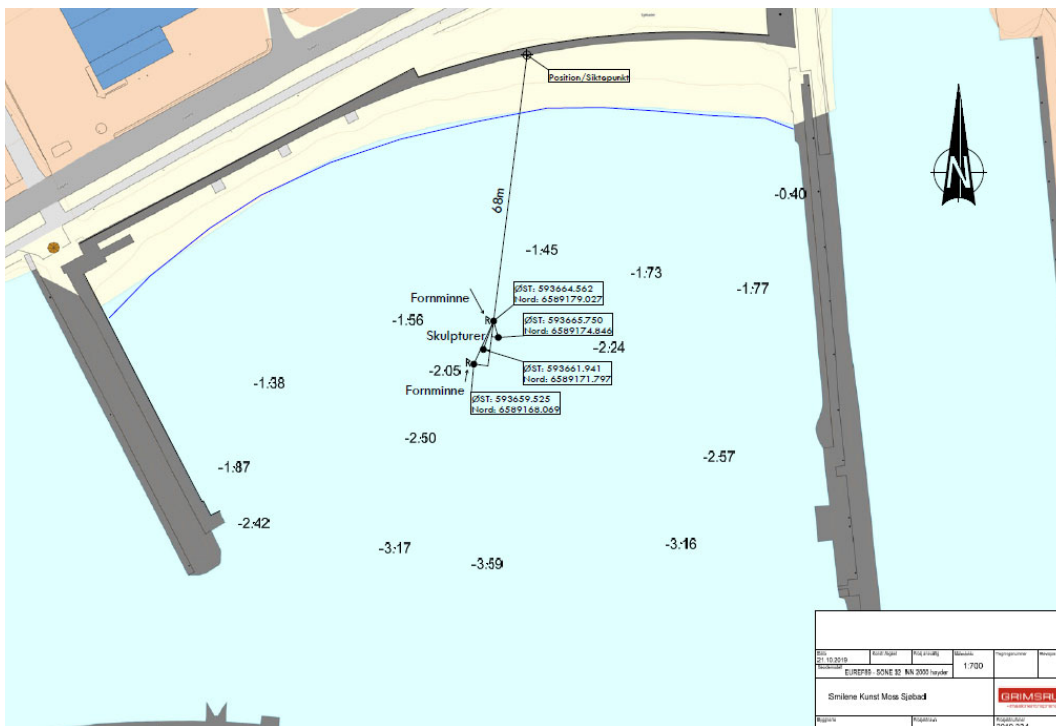 Position/Siktepunkt
N
68m
-0.40
-1.45
-1.73
-1.77
ØST: 593664.562
Nord: 6589179.027
Fornminne
R
-1.56
ØST: 593665.750
Nord: 6589174.846
Skulpturer
-2.24
ØST: 593661.941
Nord: 6589171.797
R
-2.05
Fornminne
-1.38
ØST: 593659.525
Nord: 6589168.069
-2.50
-2.57
-1.87
-2.42
-3.17
-3.59
-3.16
21.10.2019
1:700
EUREF89 - SONE 32 NN 2000 høyder
Smilene Kunst Moss Sjøbad